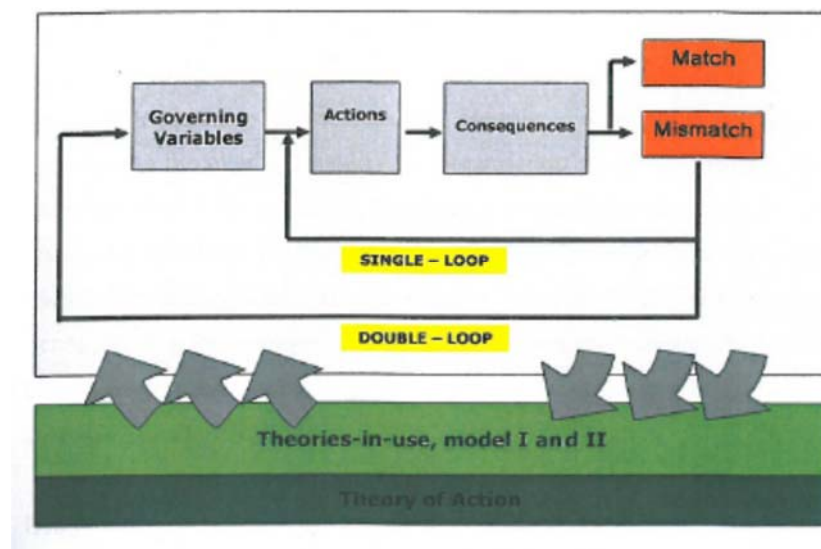 Match
Governing
Variables
Actions
Consequences
Mismatch
SINGLE – LOOP
DOUBLE – LOOP
Theories-in-use, model I and II
Theory of Action